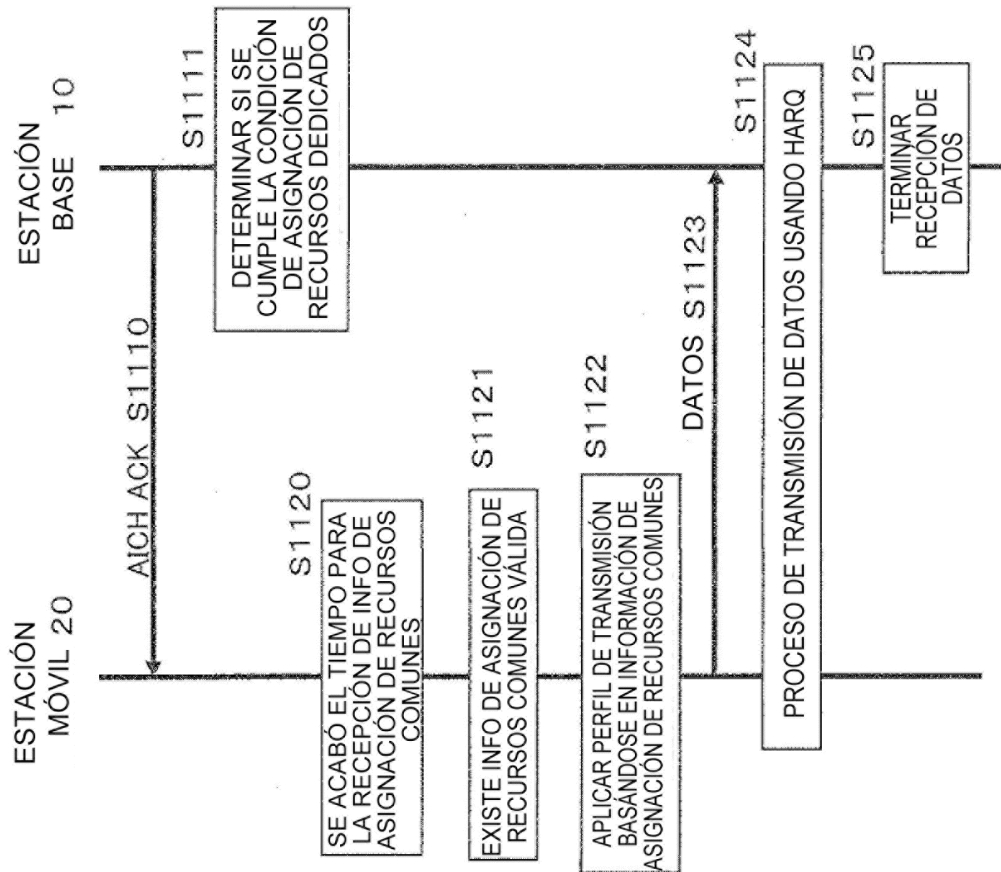 ESTACIÓN
MÓVIL 20
ESTACIÓN
BASE 10
AICH ACK S1110
S1111
DETERMINAR SI SE
CUMPLE LA CONDICIÓN
DE ASIGNACIÓN DE
RECURSOS DEDICADOS
S1120
SE ACABÓ EL TIEMPO PARA
LA RECEPCIÓN DE INFO DE
ASIGNACIÓN DE RECURSOS
COMUNES
S1121
EXISTE INFO DE ASIGNACIÓN DE
RECURSOS COMUNES VÁLIDA
S1122
APLICAR PERFIL DE TRANSMISIÓN
BASÁNDOSE EN INFORMACIÓN DE
ASIGNACIÓN DE RECURSOS COMUNES
DATOS S1123
S1124
PROCESO DE TRANSMISIÓN DE DATOS USANDO HARQ
S1125
TERMINAR
RECEPCIÓN DE
DATOS